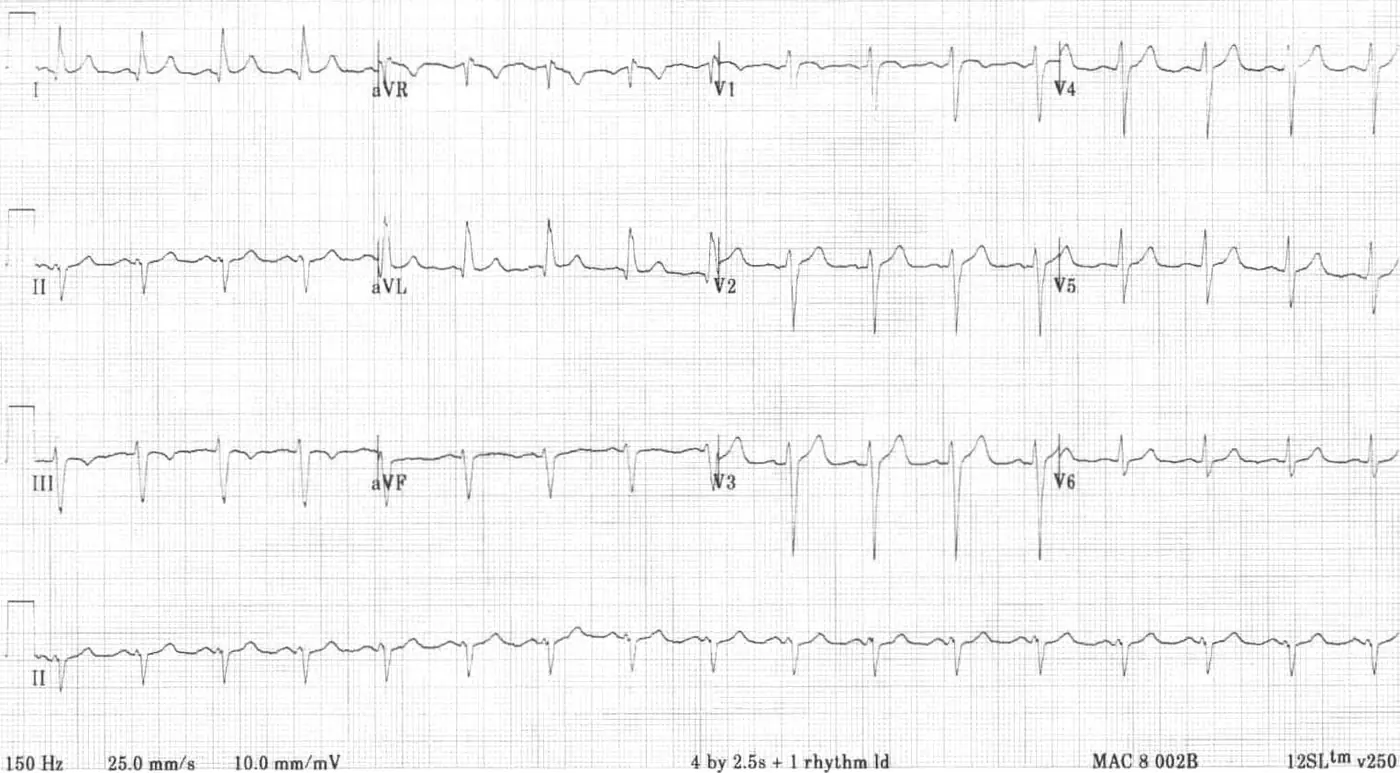 I aVR V1 V4
II aVL V2 V5
III aVF V3 V6
II
150 Hz 25.0 mm/s 10.0 mm/mV 4 by 2.5s + 1 rhythm ld MAC 8 002B 12SLtm v250